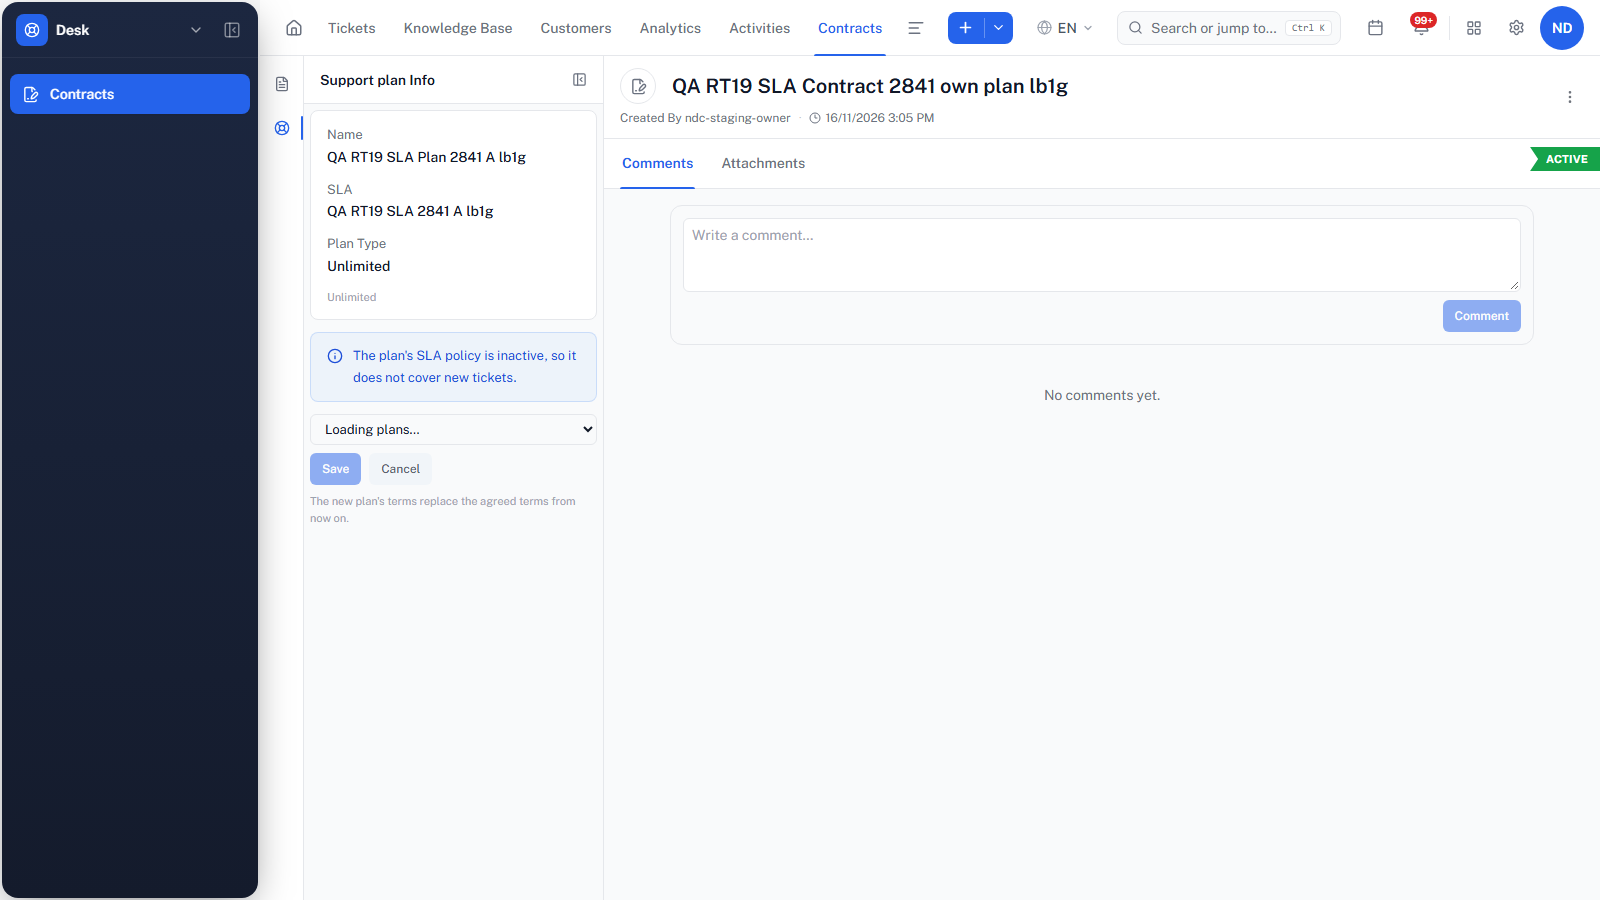 Desk
Contracts
Tickets
Knowledge Base
Customers
Analytics
Activities
Contracts
EN
Search or jump to...
Ctrl K
99+
ND
Support plan Info
Name
QA RT19 SLA Plan 2841 A lb1g
SLA
QA RT19 SLA 2841 A lb1g
Plan Type
Unlimited
Unlimited
The plan's SLA policy is inactive, so it
does not cover new tickets.
Loading plans...
Save
Cancel
The new plan's terms replace the agreed terms from
now on.
QA RT19 SLA Contract 2841 own plan lb1g
Created By ndc-staging-owner · 16/11/2026 3:05 PM
Comments
Attachments
ACTIVE
Write a comment...
Comment
No comments yet.